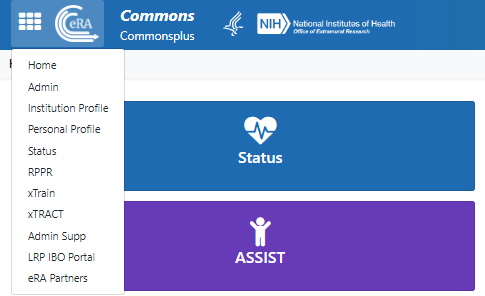 eRA
Commons
Commonsplus
NIH
National Institutes of Health
Office of Extramural Research
Home
Admin
Institution Profile
Personal Profile
Status
RPPR
xTrain
xTRACT
Admin Supp
LRP IBO Portal
eRA Partners
Status
ASSIST